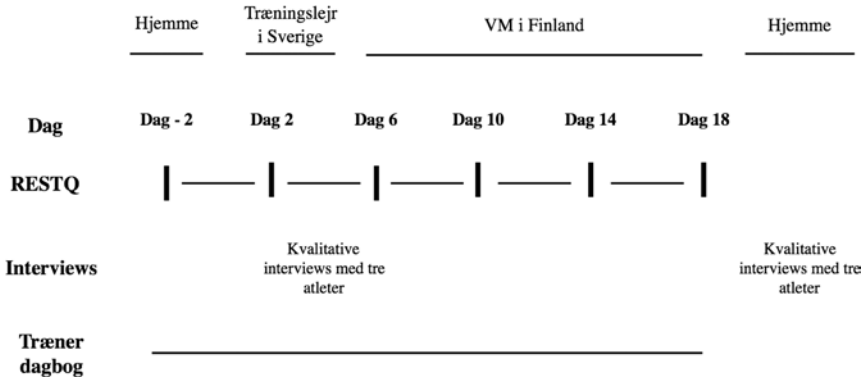 Hjemme
Træningslejr
i Sverige
VM i Finland
Hjemme
Dag
Dag - 2
Dag 2
Dag 6
Dag 10
Dag 14
Dag 18
RESTQ
Interviews
Kvalitative
interviews med tre
atleter
Kvalitative
interviews med tre
atleter
Træner
dagbog